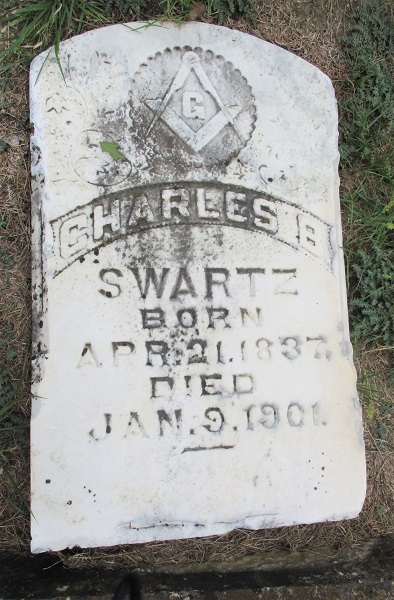 G
CHARLES B
SWARTZ
BORN
APR. 21. 1837.
DIED
JAN. 9. 1901.